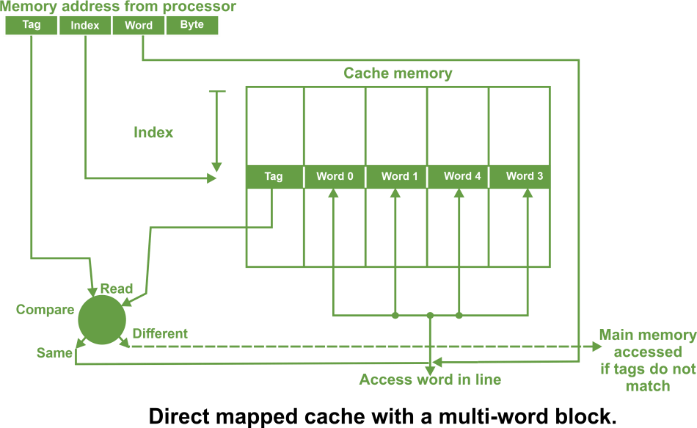 Memory address from processor
Tag Index Word Byte
Cache memory
Index
Tag Word 0 Word 1 Word 4 Word 3
Read
Compare
Different
Same
Main memory
accessed
if tags do not
match
Access word in line
Direct mapped cache with a multi-word block.